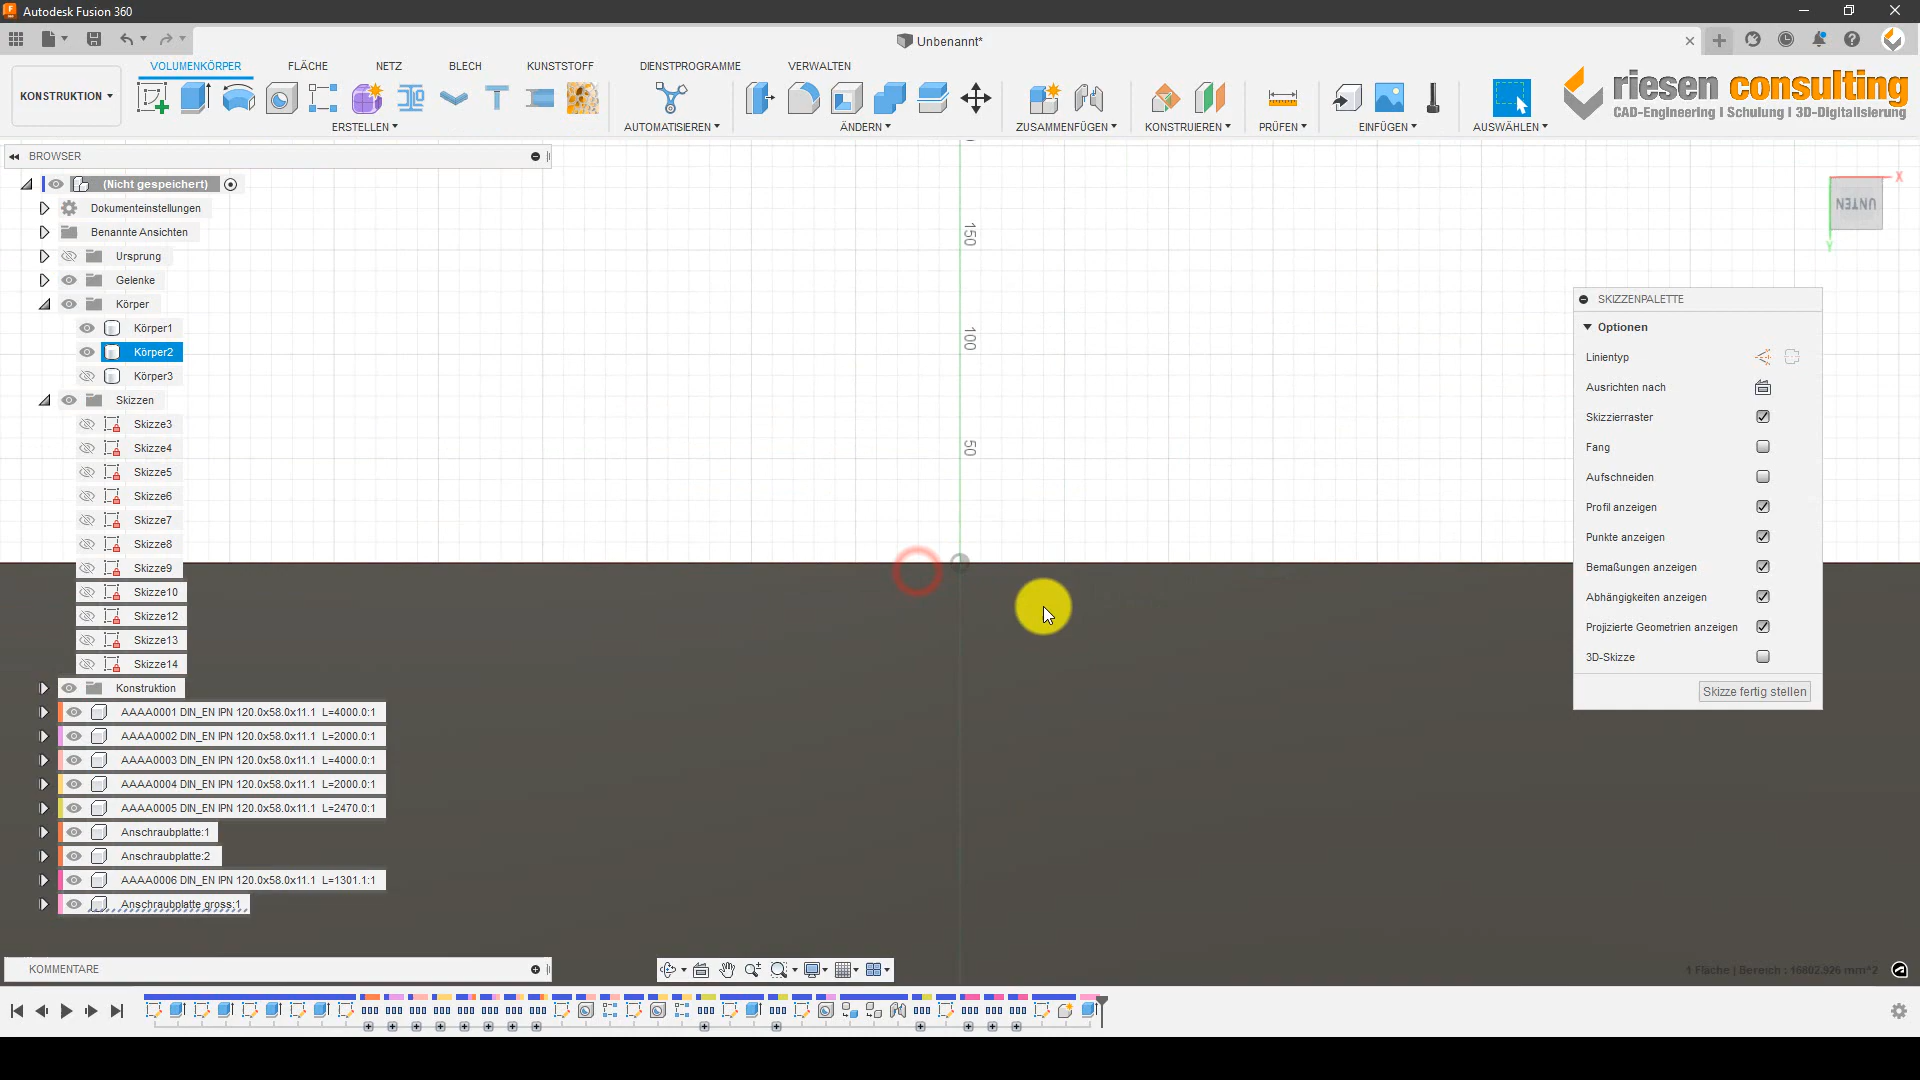 Autodesk Fusion 360
Unbenannt*
VOLUMENKÖRPER FLÄCHE NETZ BLECH KUNSTSTOFF DIENSTPROGRAMME VERWALTEN
KONSTRUKTION
ERSTELLEN AUTOMATISIEREN ÄNDERN ZUSAMMENFÜGEN KONSTRUIEREN PRÜFEN EINFÜGEN AUSWÄHLEN
riesen consulting
CAD-Engineering I Schulung I 3D-Digitalisierung
BROWSER
(Nicht gespeichert)
Dokumenteinstellungen
Benannte Ansichten
Ursprung
Gelenke
Körper
Körper1
Körper2
Körper3
Skizzen
Skizze3
Skizze4
Skizze5
Skizze6
Skizze7
Skizze8
Skizze9
Skizze10
Skizze12
Skizze13
Skizze14
Konstruktion
AAAA0001 DIN_EN IPN 120.0x58.0x11.1 L=4000.0:1
AAAA0002 DIN_EN IPN 120.0x58.0x11.1 L=2000.0:1
AAAA0003 DIN_EN IPN 120.0x58.0x11.1 L=4000.0:1
AAAA0004 DIN_EN IPN 120.0x58.0x11.1 L=2000.0:1
AAAA0005 DIN_EN IPN 120.0x58.0x11.1 L=2470.0:1
Anschraubplatte:1
Anschraubplatte:2
AAAA0006 DIN_EN IPN 120.0x58.0x11.1 L=1301.1:1
Anschraubplatte gross:1
150
100
50
X
UNTEN
Y
SKIZZENPALETTE
Optionen
Linientyp
Ausrichten nach
Skizzierraster
Fang
Aufschneiden
Profil anzeigen
Punkte anzeigen
Bemaßungen anzeigen
Abhängigkeiten anzeigen
Projizierte Geometrien anzeigen
3D-Skizze
Skizze fertig stellen
KOMMENTARE
1 Fläche | Bereich : 16802.926 mm^2